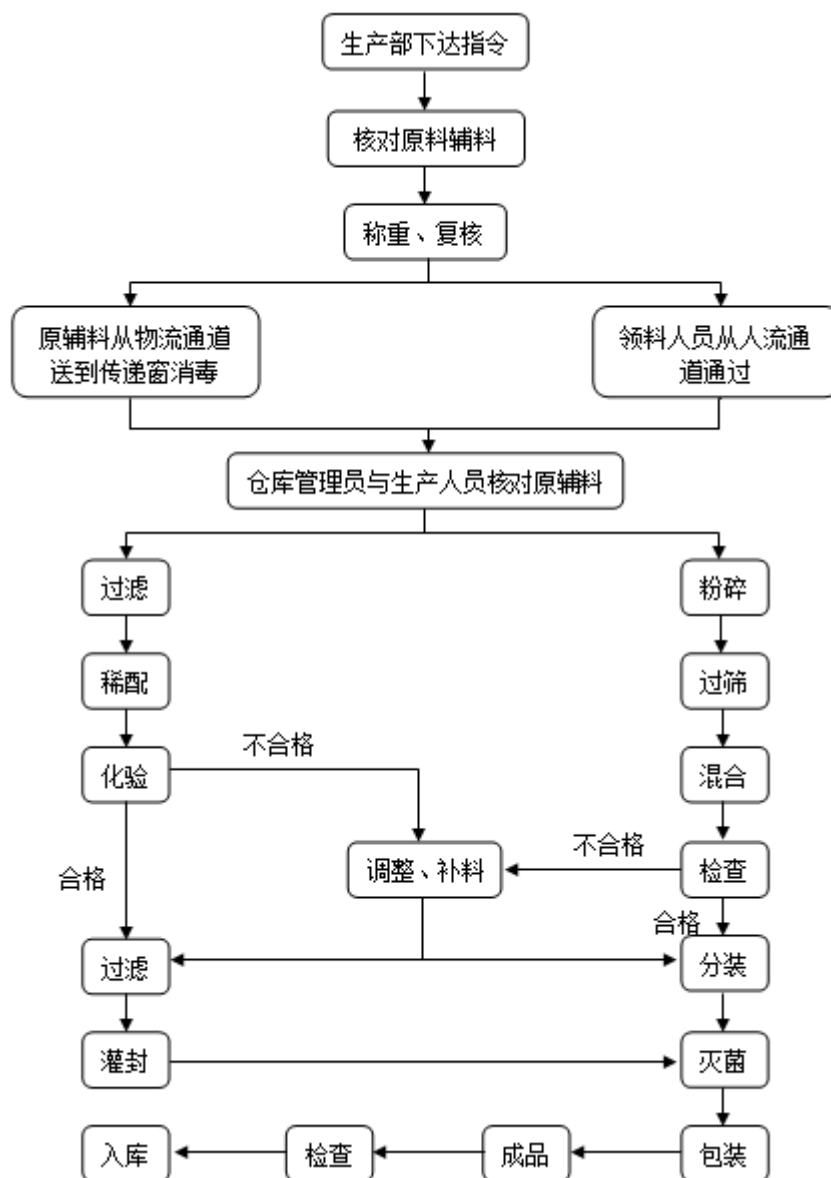 生产部下达指令
核对原料辅料
称重、复核
原辅料从物流通道
送到传递窗消毒
领料人员从人流通
道通过
仓库管理员与生产人员核对原辅料
过滤
粉碎
稀配
过筛
不合格
化验
混合
不合格
合格
调整、补料
检查
合格
过滤
分装
灌封
灭菌
入库
检查
成品
包装